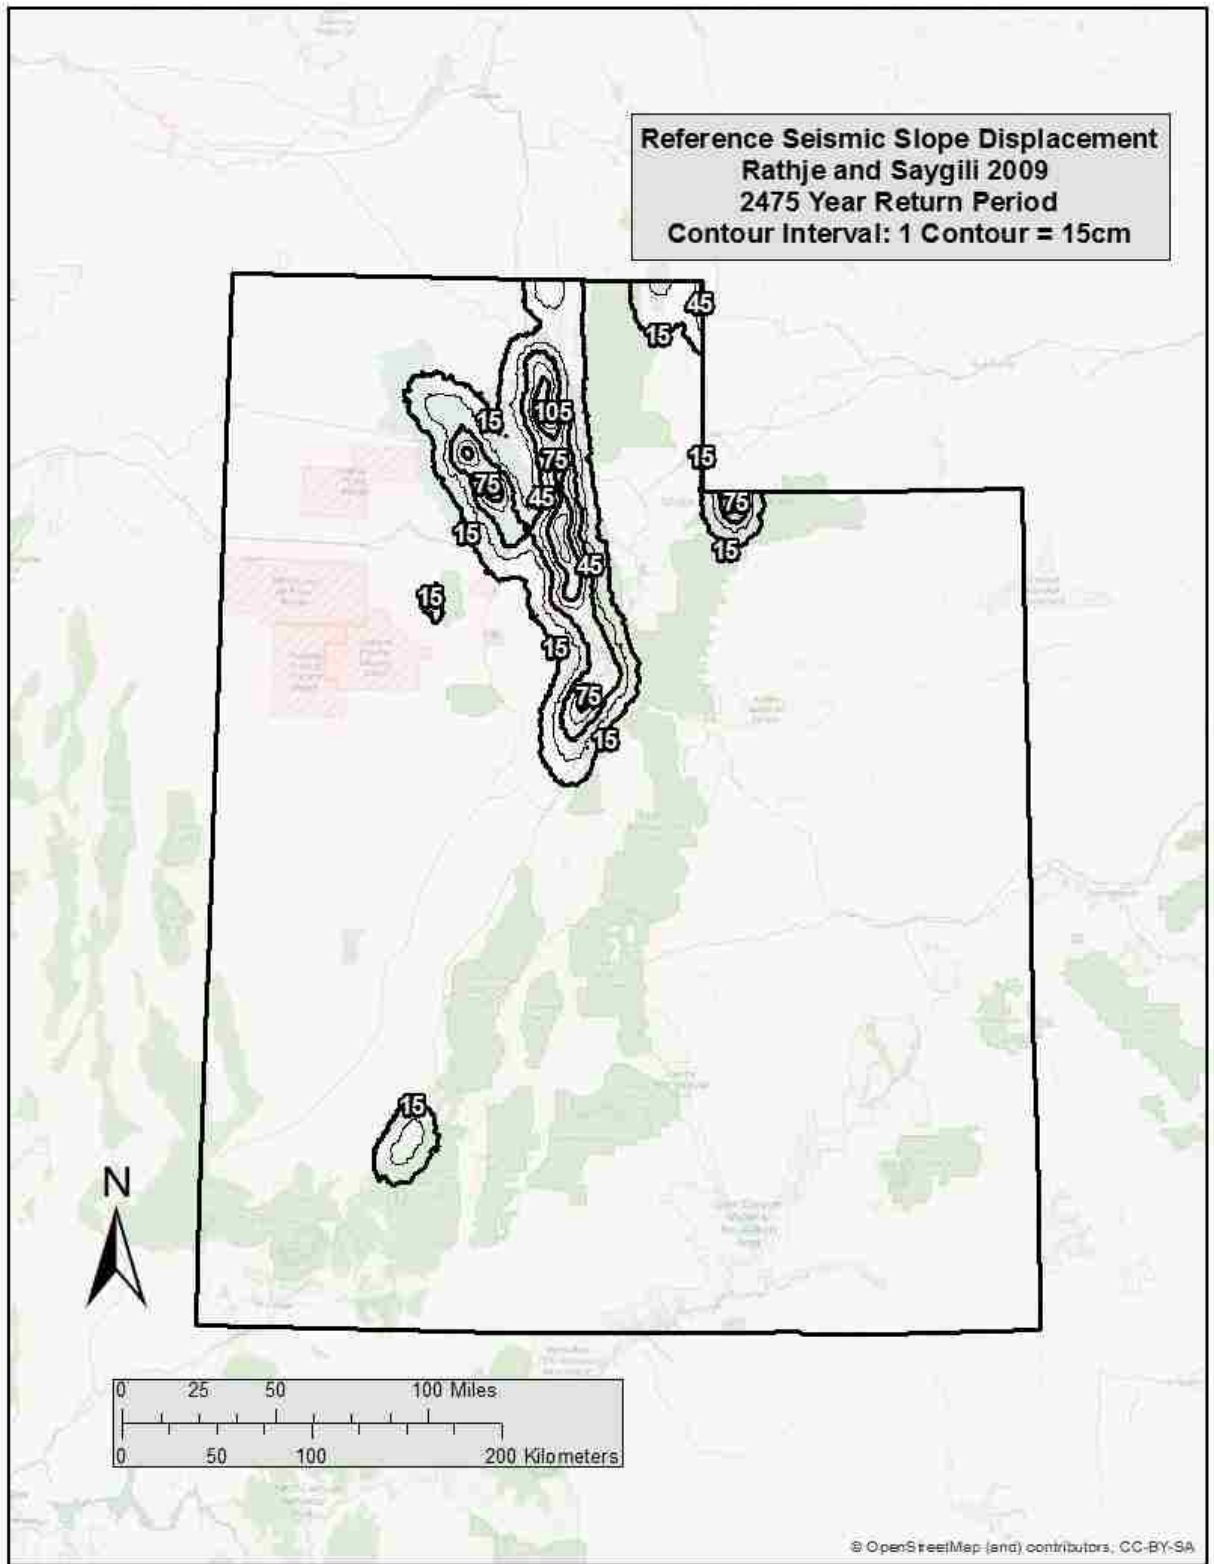 Reference Seismic Slope Displacement
Rathje and Saygili 2009
2475 Year Return Period
Contour Interval: 1 Contour = 15cm
45
15
105
15
75
15
75
45
75
15
15
45
15
15
75
15
15
N
0 25 50 100 Miles
0 50 100 200 Kilometers
© OpenStreetMap (and) contributors, CC-BY-SA